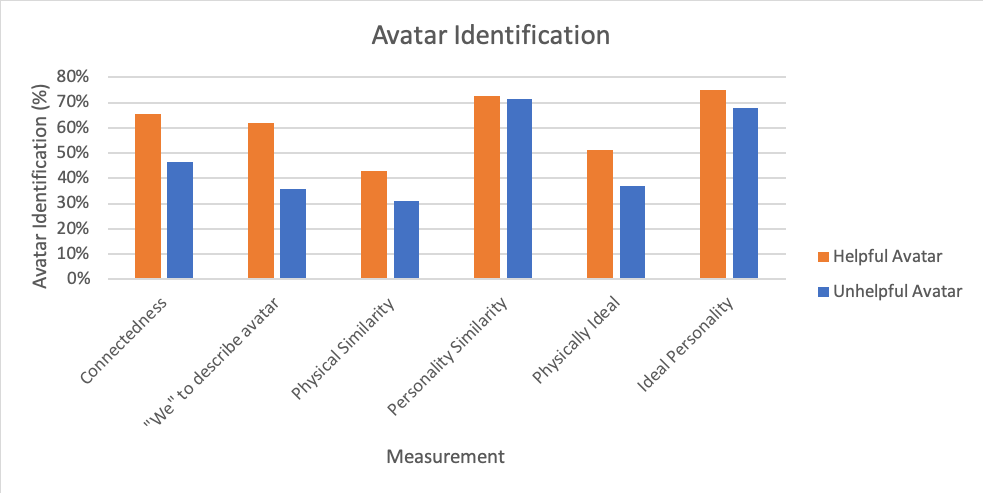 Avatar Identification
Avatar Identification (%)
80%
70%
60%
50%
40%
30%
20%
10%
0%
Connectedness
"We" to describe avatar
Physical Similarity
Personality Similarity
Physically Ideal
Ideal Personality
Measurement
Helpful Avatar
Unhelpful Avatar